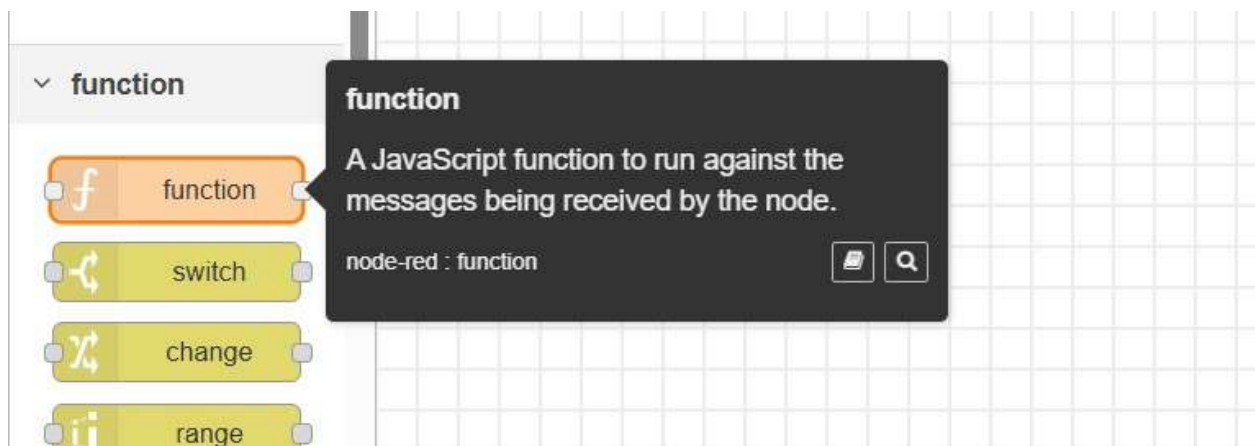 function
function
A JavaScript function to run against the
messages being received by the node.
node-red : function
function
switch
change
range